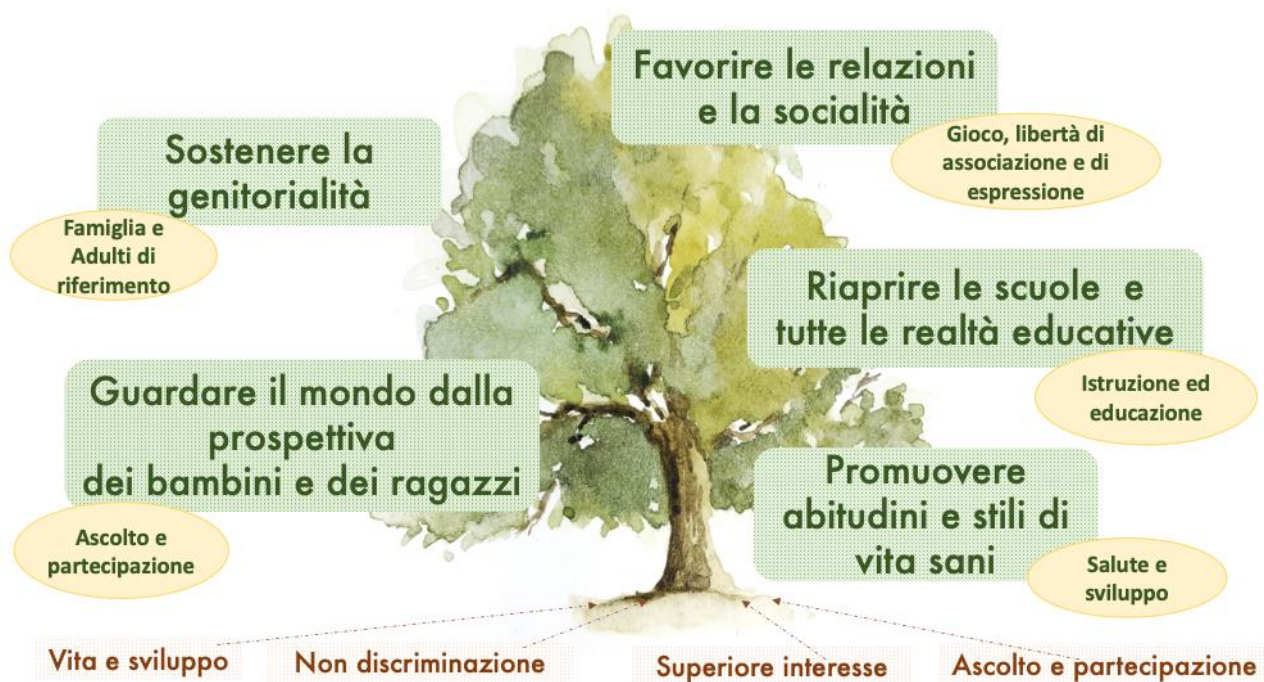 Favorire le relazioni
e la socialità
Gioco, libertà di
associazione e di
espressione
Sostenere la
genitorialità
Famiglia e
Adulti di
riferimento
Riaprire le scuole e
tutte le realtà educative
Istruzione ed
educazione
Guardare il mondo dalla
prospettiva
dei bambini e dei ragazzi
Ascolto e
partecipazione
Promuovere
abitudini e stili di
vita sani
Salute e
sviluppo
Vita e sviluppo
Non discriminazione
Superiore interesse
Ascolto e partecipazione